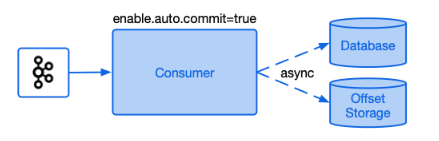 enable.auto.commit=true
Consumer
async
Database
Offset
Storage